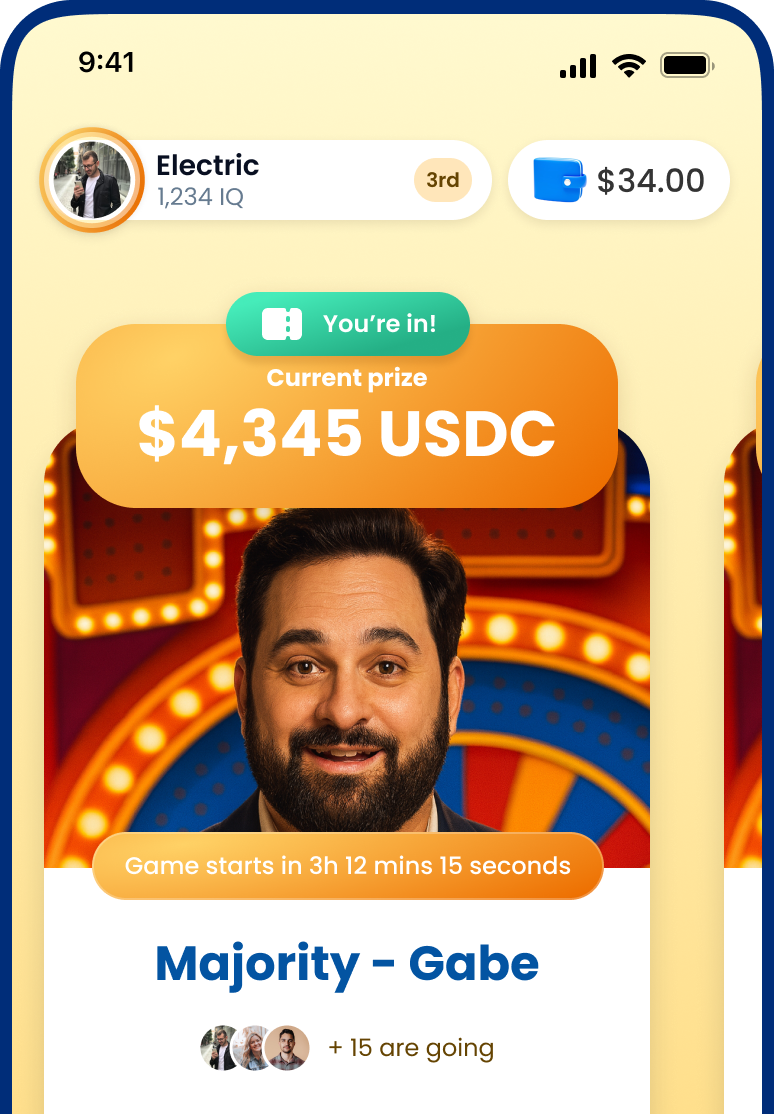 9:41
Electric
1,234 IQ
3rd
$34.00
You’re in!
Current prize
$4,345 USDC
Game starts in 3h 12 mins 15 seconds
Majority - Gabe
+ 15 are going